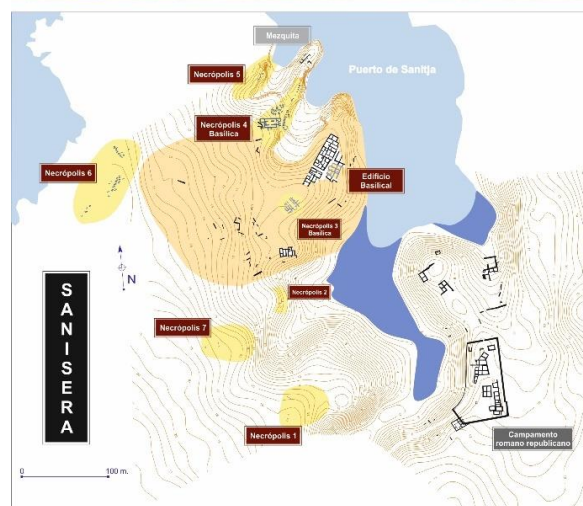 Mezquita
Necrópolis 5
Puerto de Sanitja
Necrópolis 4
Basílica
Necrópolis 6
Edificio
Basilical
Necrópolis 3
Basílica
N
Necrópolis 2
SANISERA
Necrópolis 7
Necrópolis 1
Campamento
romano republicano
0 100 m.